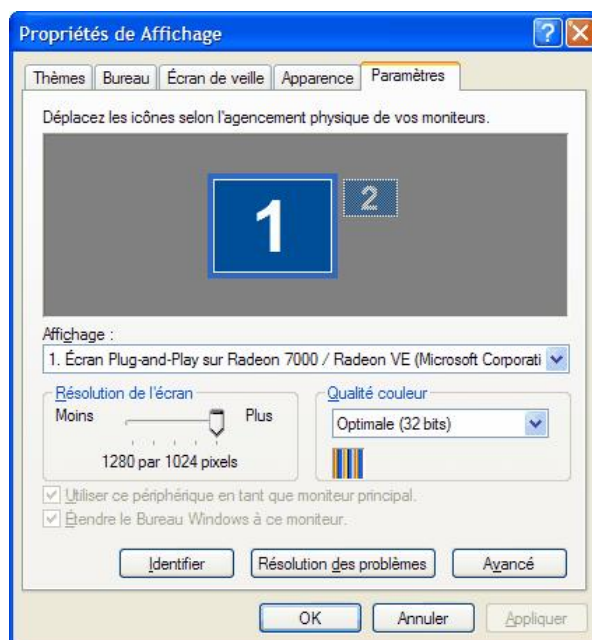 Propriétés de Affichage
Thèmes Bureau Écran de veille Apparence Paramètres
Déplacez les icônes selon l'agencement physique de vos moniteurs.
1 2
Affichage :
1. Écran Plug-and-Play sur Radeon 7000 / Radeon VE (Microsoft Corporati
Résolution de l'écran
Moins Plus
1280 par 1024 pixels
Qualité couleur
Optimale (32 bits)
Utiliser ce périphérique en tant que moniteur principal.
Étendre le Bureau Windows à ce moniteur.
Identifier Résolution des problèmes Avancé
OK Annuler Appliquer